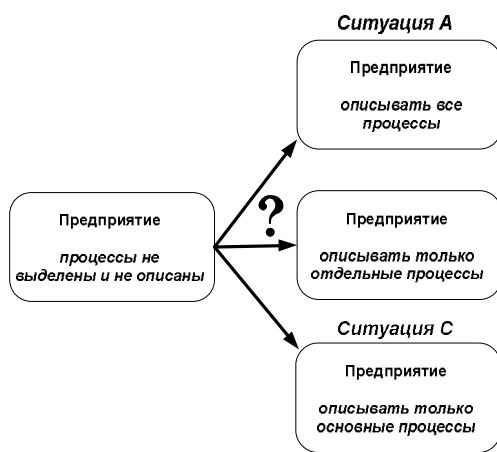 Ситуация А
Предприятие
описывать все
процессы
?
Предприятие
процессы не
выделены и не описаны
Предприятие
описывать только
отдельные процессы
Ситуация С
Предприятие
описывать только
основные процессы